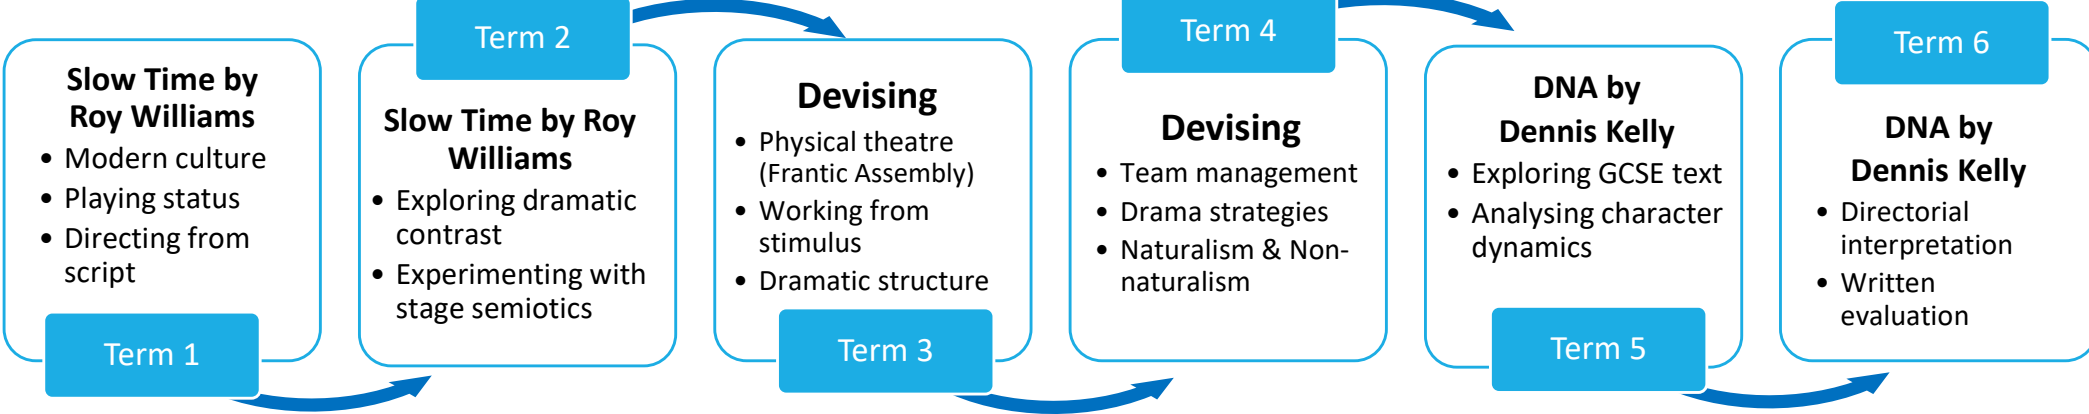 Slow Time by
Roy Williams
• Modern culture
• Playing status
• Directing from
script
Term 1
Term 2
Slow Time by Roy
Williams
• Exploring dramatic
contrast
• Experimenting with
stage semiotics
Devising
• Physical theatre
(Frantic Assembly)
• Working from
stimulus
• Dramatic structure
Term 3
Term 4
Devising
• Team management
• Drama strategies
• Naturalism & Non-
naturalism
DNA by
Dennis Kelly
• Exploring GCSE text
• Analysing character
dynamics
Term 5
Term 6
DNA by
Dennis Kelly
• Directorial
interpretation
• Written
evaluation